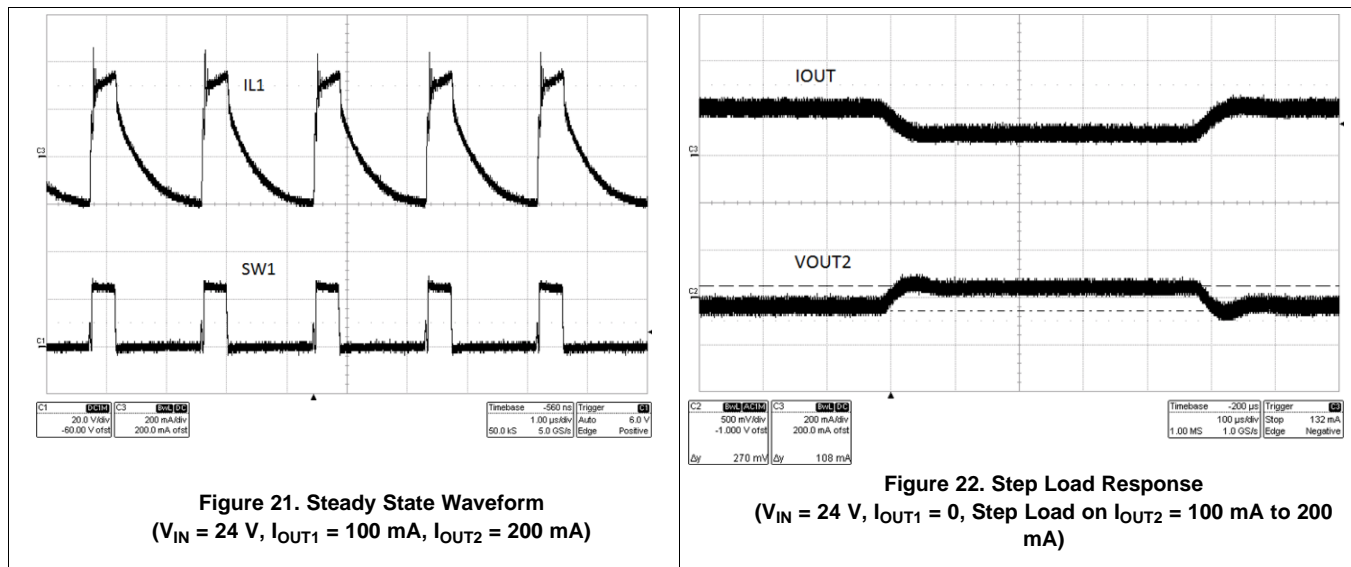 IL1
C3
SW1
C1
C1 DC1M
20.0 V/div
-60.00 V ofst
C3 BwL DC
200 mA/div
200.0 mA ofst
Timebase -560 ns
1.00 µs/div
50.0 kS 5.0 GS/s
Trigger C1
Auto 6.0 V
Edge Positive
Figure 21. Steady State Waveform
(VIN = 24 V, IOUT1 = 100 mA, IOUT2 = 200 mA)
IOUT
C3
VOUT2
C2
C2 BwL AC1M
500 mV/div
-1.000 V ofst
Δy 270 mV
C3 BwL DC
200 mA/div
200.0 mA ofst
Δy 108 mA
Timebase -200 µs
100 µs/div
1.00 MS 1.0 GS/s
Trigger C3
Stop 132 mA
Edge Negative
Figure 22. Step Load Response
(VIN = 24 V, IOUT1 = 0, Step Load on IOUT2 = 100 mA to 200
mA)